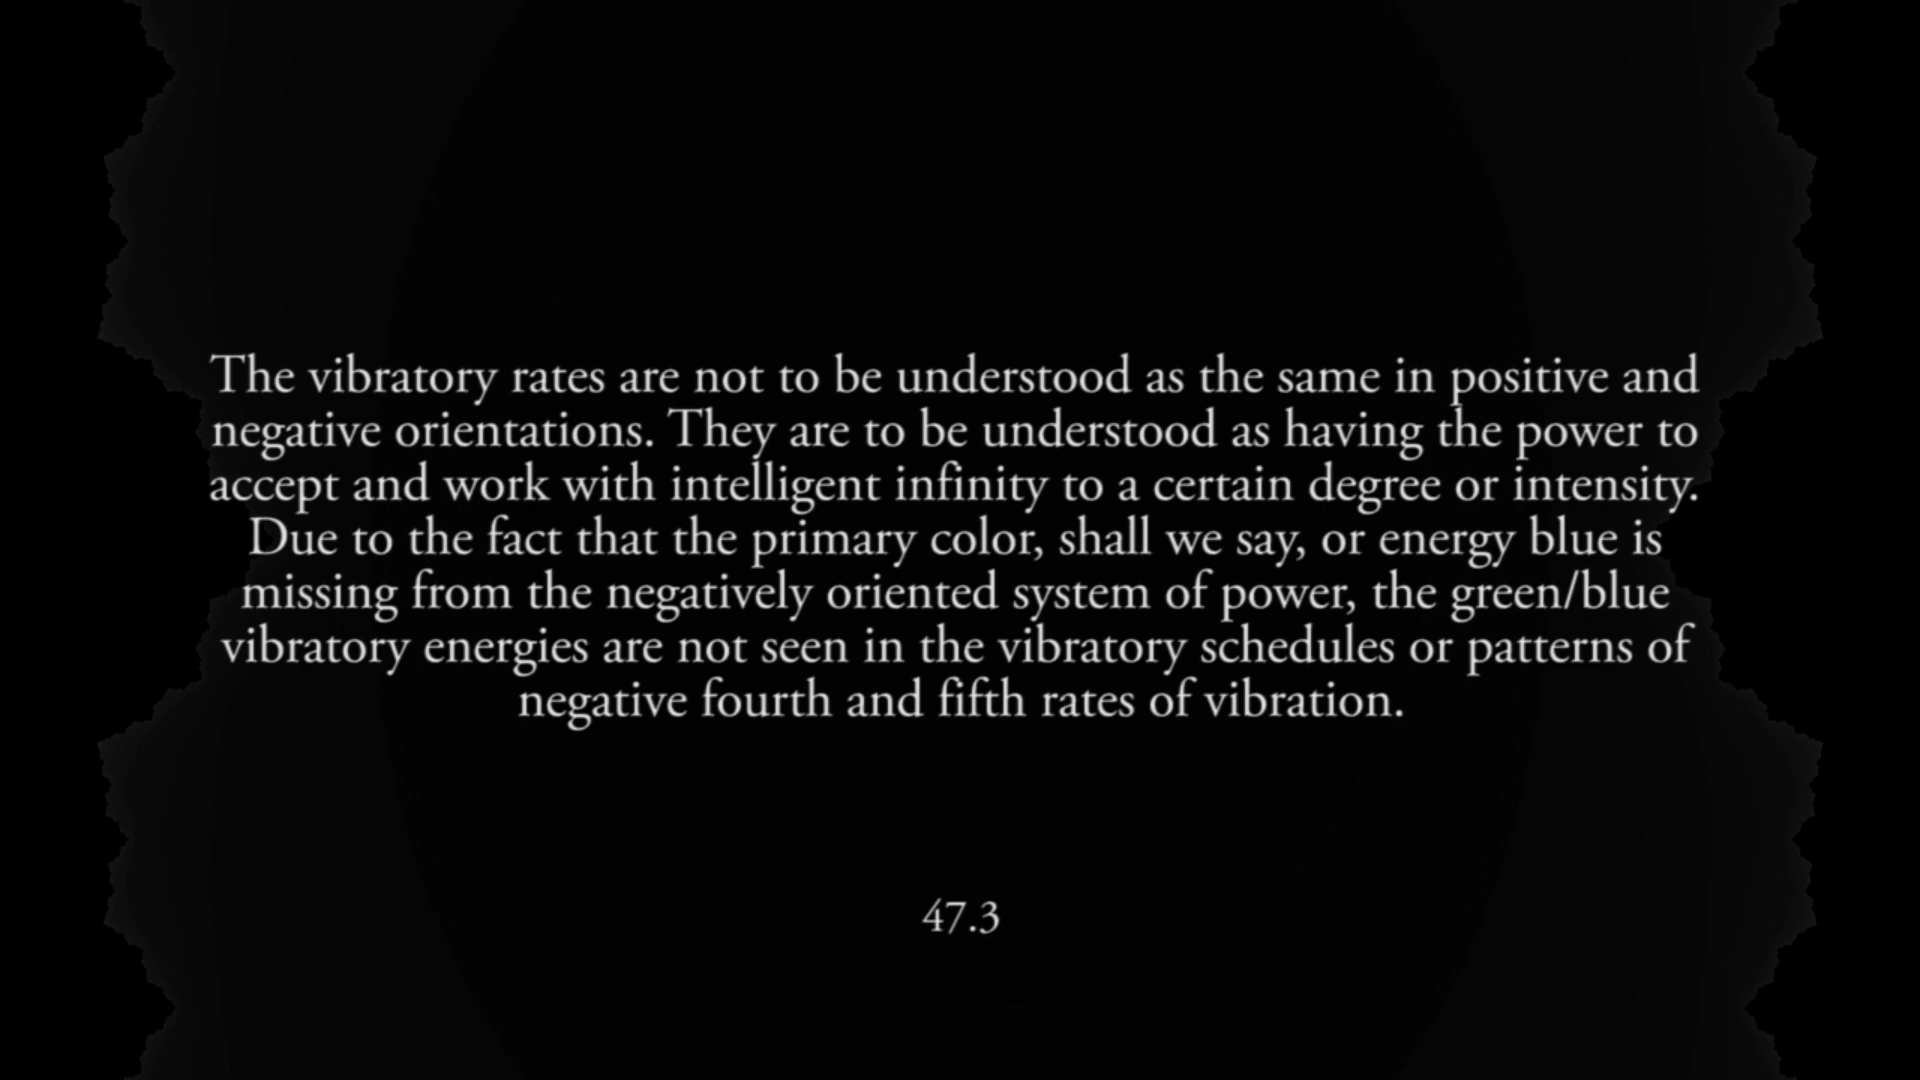 The vibratory rates are not to be understood as the same in positive and
negative orientations. They are to be understood as having the power to
accept and work with intelligent infinity to a certain degree or intensity.
Due to the fact that the primary color, shall we say, or energy blue is
missing from the negatively oriented system of power, the green/blue
vibratory energies are not seen in the vibratory schedules or patterns of
negative fourth and fifth rates of vibration.
47.3